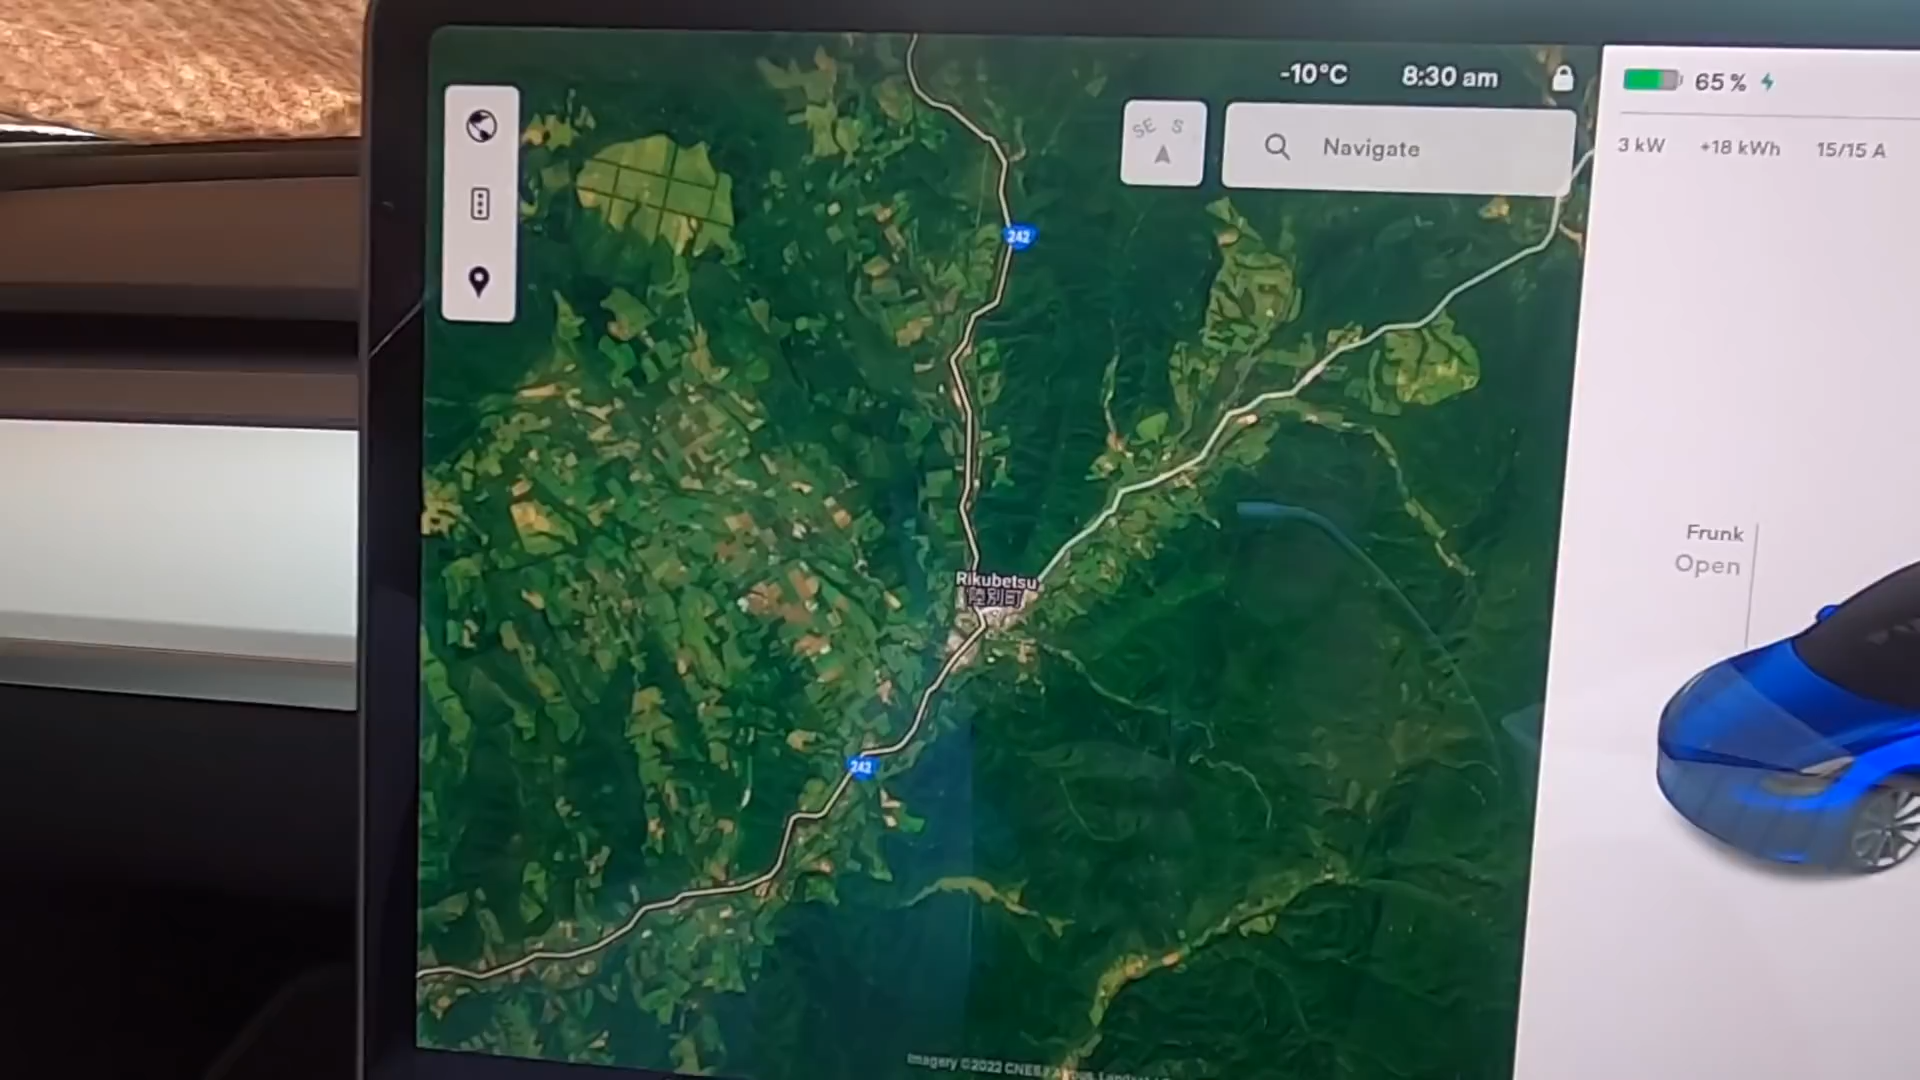 -10°C 8:30 am
65 %
SE S
Navigate
3 kW +18 kWh 15/15 A
242
Frunk
Open
Rikubetsu
陸別町
242
Imagery ©2022 CNES